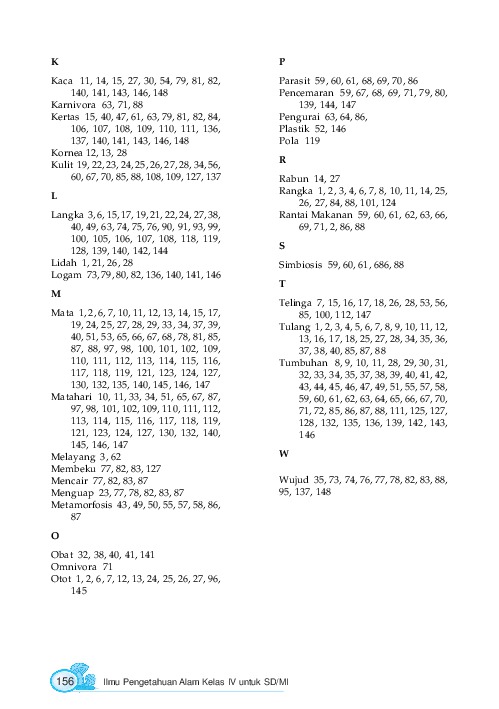 K
Kaca 11, 14, 15, 27, 30, 54, 79, 81, 82,
140, 141, 143, 146, 148
Karnivora 63, 71, 88
Kertas 15, 40, 47, 61, 63, 79, 81, 82, 84,
106, 107, 108, 109, 110, 111, 136,
137, 140, 141, 143, 146, 148
Kornea 12, 13, 28
Kulit 19, 22, 23, 24, 25, 26, 27, 28, 34, 56,
60, 67, 70, 85, 88, 108, 109, 127, 137
L
Langka 3, 6, 15, 17, 19, 21, 22, 24, 27, 38,
40, 49, 63, 74, 75, 76, 90, 91, 93, 99,
100, 105, 106, 107, 108, 118, 119,
128, 139, 140, 142, 144
Lidah 1, 21, 26, 28
Logam 73, 79, 80, 82, 136, 140, 141, 146
M
Mata 1, 2, 6, 7, 10, 11, 12, 13, 14, 15, 17,
19, 24, 25, 27, 28, 29, 33, 34, 37, 39,
40, 51, 53, 65, 66, 67, 68, 78, 81, 85,
87, 88, 97, 98, 100, 101, 102, 109,
110, 111, 112, 113, 114, 115, 116,
117, 118, 119, 121, 123, 124, 127,
130, 132, 135, 140, 145, 146, 147
Matahari 10, 11, 33, 34, 51, 65, 67, 87,
97, 98, 101, 102, 109, 110, 111, 112,
113, 114, 115, 116, 117, 118, 119,
121, 123, 124, 127, 130, 132, 140,
145, 146, 147
Melayang 3, 62
Membeku 77, 82, 83, 127
Mencair 77, 82, 83, 87
Menguap 23, 77, 78, 82, 83, 87
Metamorfosis 43, 49, 50, 55, 57, 58, 86,
87
O
Obat 32, 38, 40, 41, 141
Omnivora 71
Otot 1, 2, 6, 7, 12, 13, 24, 25, 26, 27, 96,
145
P
Parasit 59, 60, 61, 68, 69, 70, 86
Pencemaran 59, 67, 68, 69, 71, 79, 80,
139, 144, 147
Pengurai 63, 64, 86,
Plastik 52, 146
Pola 119
R
Rabun 14, 27
Rangka 1, 2, 3, 4, 6, 7, 8, 10, 11, 14, 25,
26, 27, 84, 88, 101, 124
Rantai Makanan 59, 60, 61, 62, 63, 66,
69, 71, 2, 86, 88
S
Simbiosis 59, 60, 61, 686, 88
T
Telinga 7, 15, 16, 17, 18, 26, 28, 53, 56,
85, 100, 112, 147
Tulang 1, 2, 3, 4, 5, 6, 7, 8, 9, 10, 11, 12,
13, 16, 17, 18, 25, 27, 28, 34, 35, 36,
37, 38, 40, 85, 87, 88
Tumbuhan 8, 9, 10, 11, 28, 29, 30, 31,
32, 33, 34, 35, 37, 38, 39, 40, 41, 42,
43, 44, 45, 46, 47, 49, 51, 55, 57, 58,
59, 60, 61, 62, 63, 64, 65, 66, 67, 70,
71, 72, 85, 86, 87, 88, 111, 125, 127,
128, 132, 135, 136, 139, 142, 143,
146
W
Wujud 35, 73, 74, 76, 77, 78, 82, 83, 88,
95, 137, 148
156 Ilmu Pengetahuan Alam Kelas IV untuk SD/MI